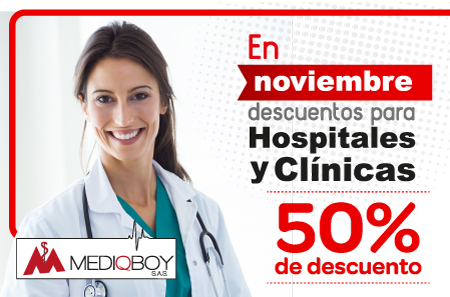 En
noviembre
descuentos para
Hospitales
y Clínicas
50%
de descuento
MEDIQBOY
S.A.S.